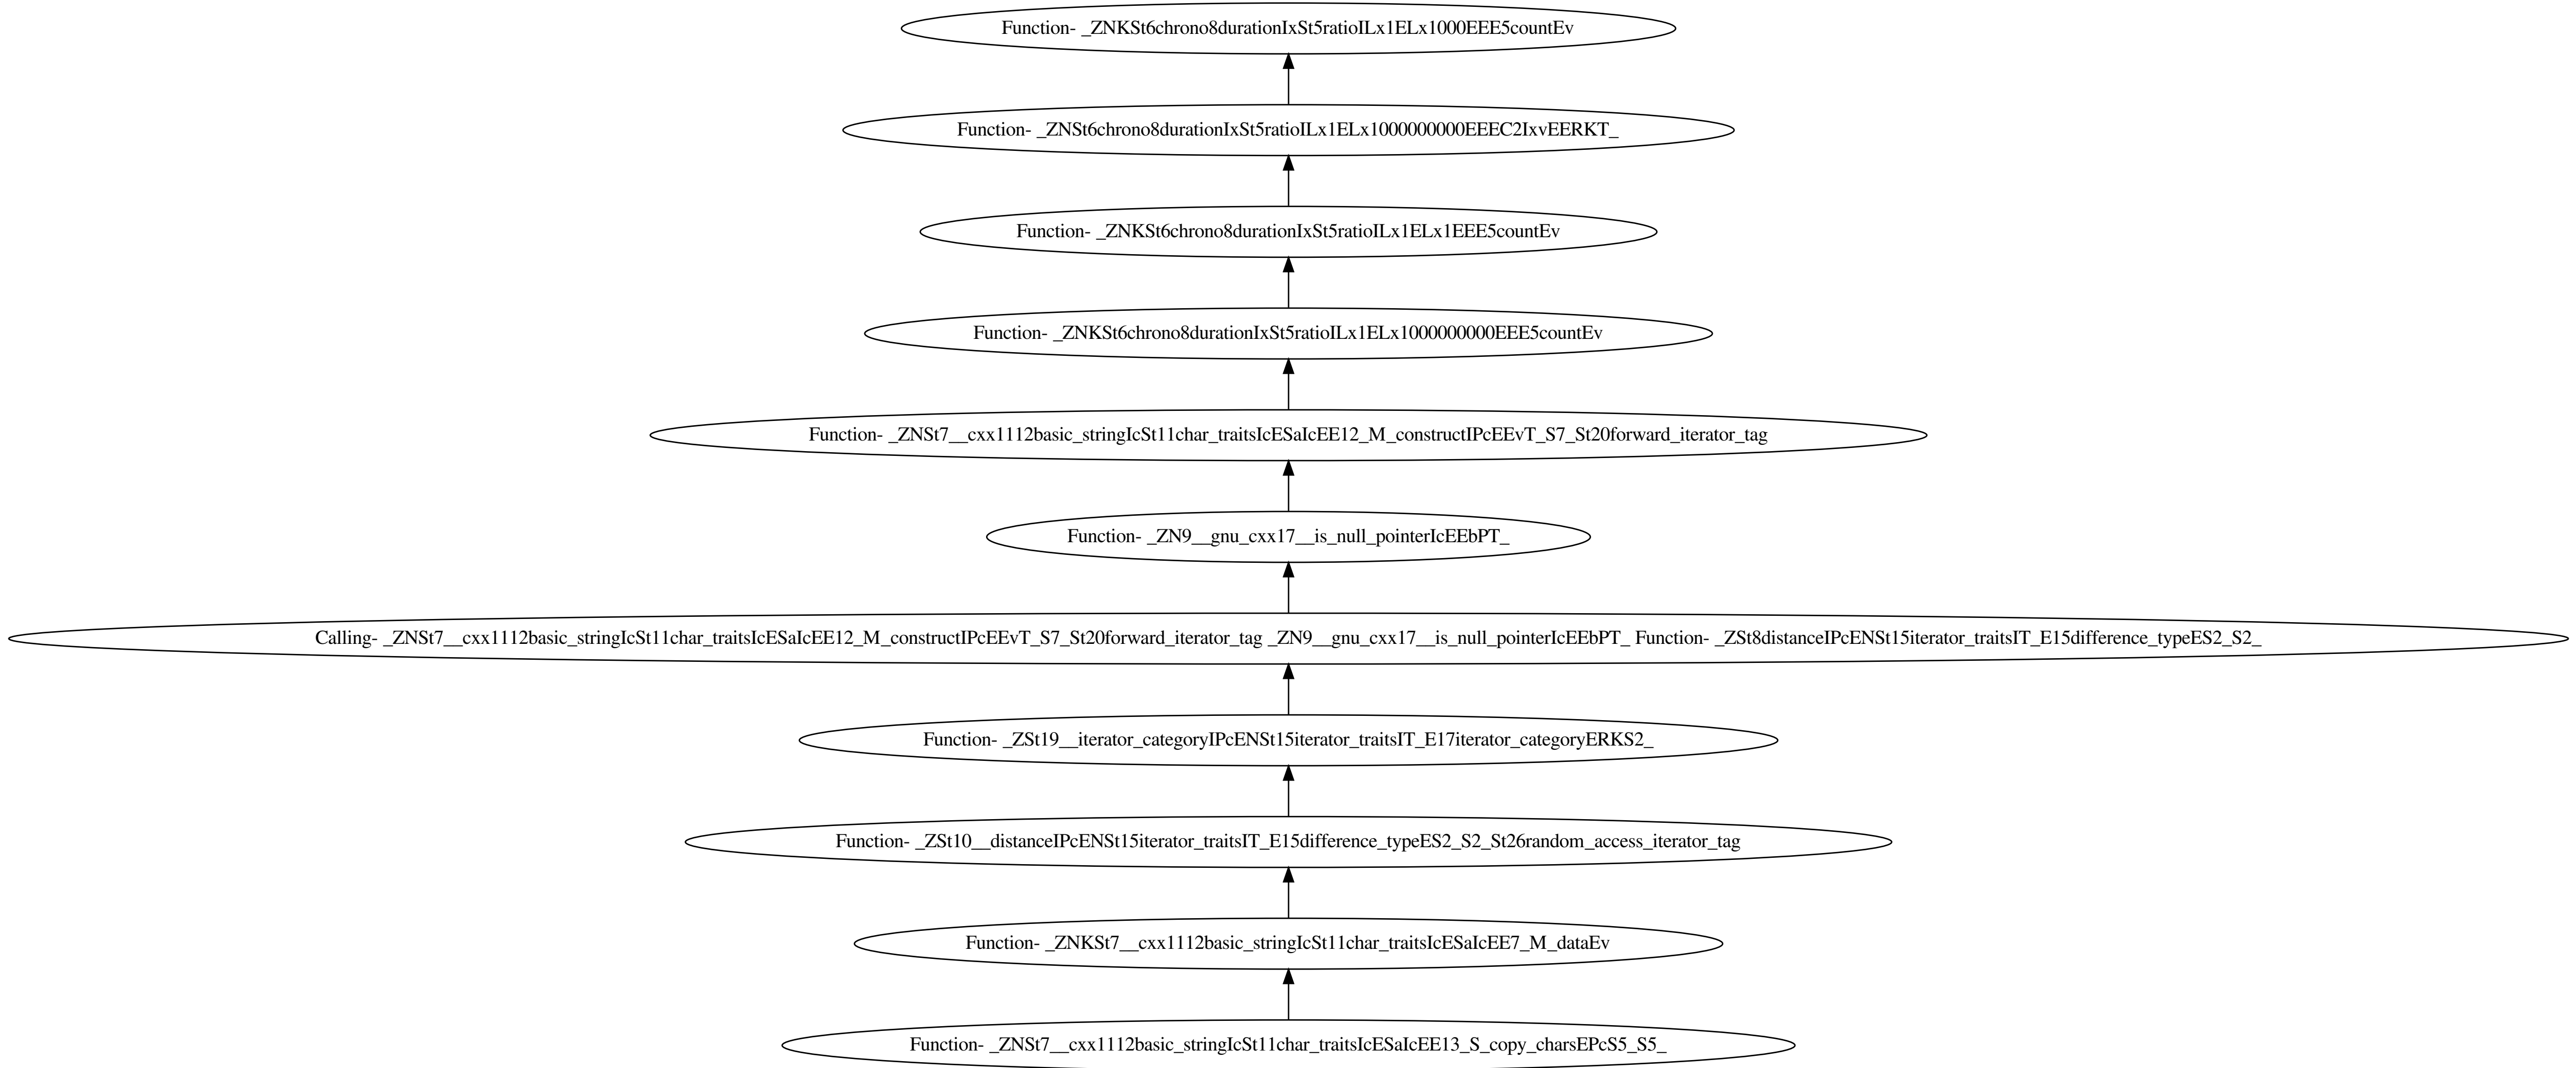 Function- _ZNKSt6chrono8durationIxSt5ratioILx1ELx1000EEE5countEv
Function- _ZNSt6chrono8durationIxSt5ratioILx1ELx1000000000EEEC2IxvEERKT_
Function- _ZNKSt6chrono8durationIxSt5ratioILx1ELx1EEE5countEv
Function- _ZNKSt6chrono8durationIxSt5ratioILx1ELx1000000000EEE5countEv
Function- _ZNSt7__cxx1112basic_stringIcSt11char_traitsIcESaIcEE12_M_constructIPcEEvT_S7_St20forward_iterator_tag
Function- _ZN9__gnu_cxx17__is_null_pointerIcEEbPT_
Calling- _ZNSt7__cxx1112basic_stringIcSt11char_traitsIcESaIcEE12_M_constructIPcEEvT_S7_St20forward_iterator_tag _ZN9__gnu_cxx17__is_null_pointerIcEEbPT_ Function- _ZSt8distanceIPcENSt15iterator_traitsIT_E15difference_typeES2_S2_
Function- _ZSt19__iterator_categoryIPcENSt15iterator_traitsIT_E17iterator_categoryERKS2_
Function- _ZSt10__distanceIPcENSt15iterator_traitsIT_E15difference_typeES2_S2_St26random_access_iterator_tag
Function- _ZNKSt7__cxx1112basic_stringIcSt11char_traitsIcESaIcEE7_M_dataEv
Function- _ZNSt7__cxx1112basic_stringIcSt11char_traitsIcESaIcEE13_S_copy_charsEPcS5_S5_